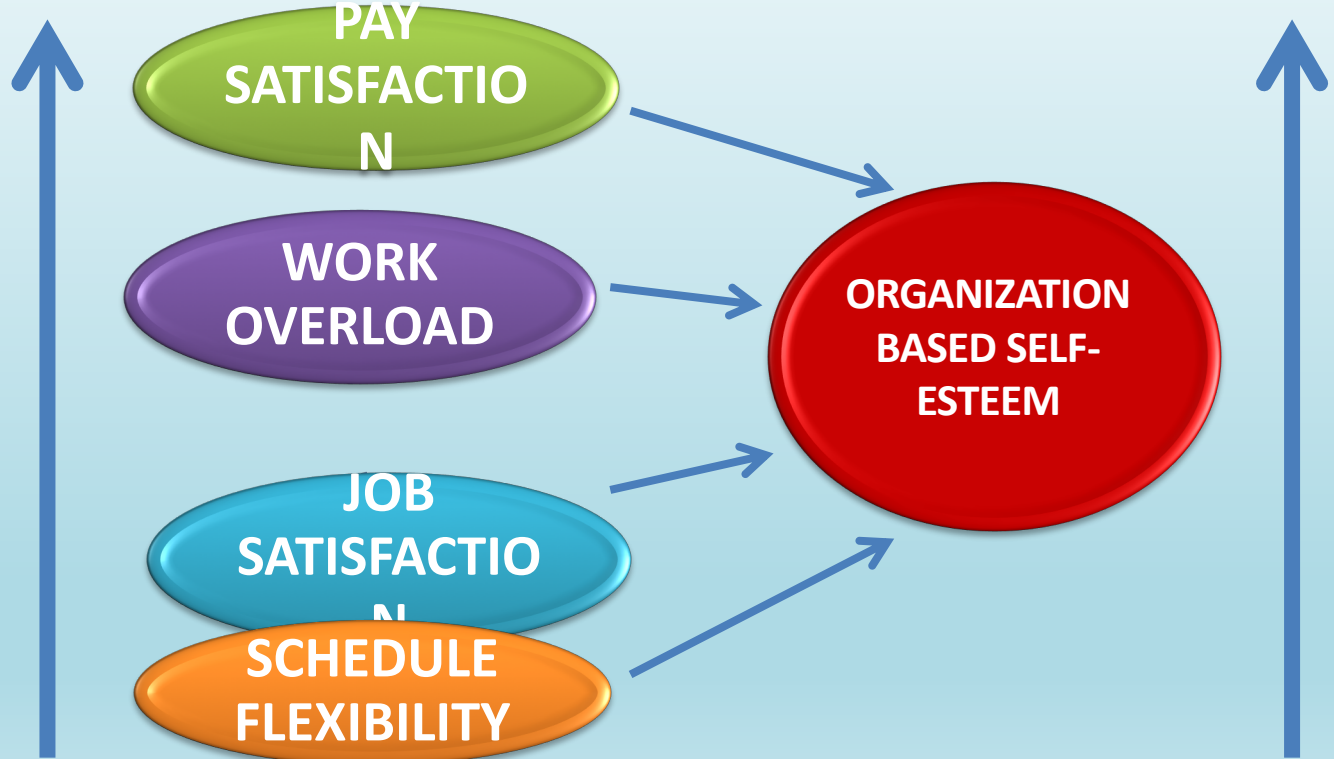 PAY
SATISFACTIO
N
WORK
OVERLOAD
ORGANIZATION
BASED SELF-
ESTEEM
JOB
SATISFACTIO
N
SCHEDULE
FLEXIBILITY